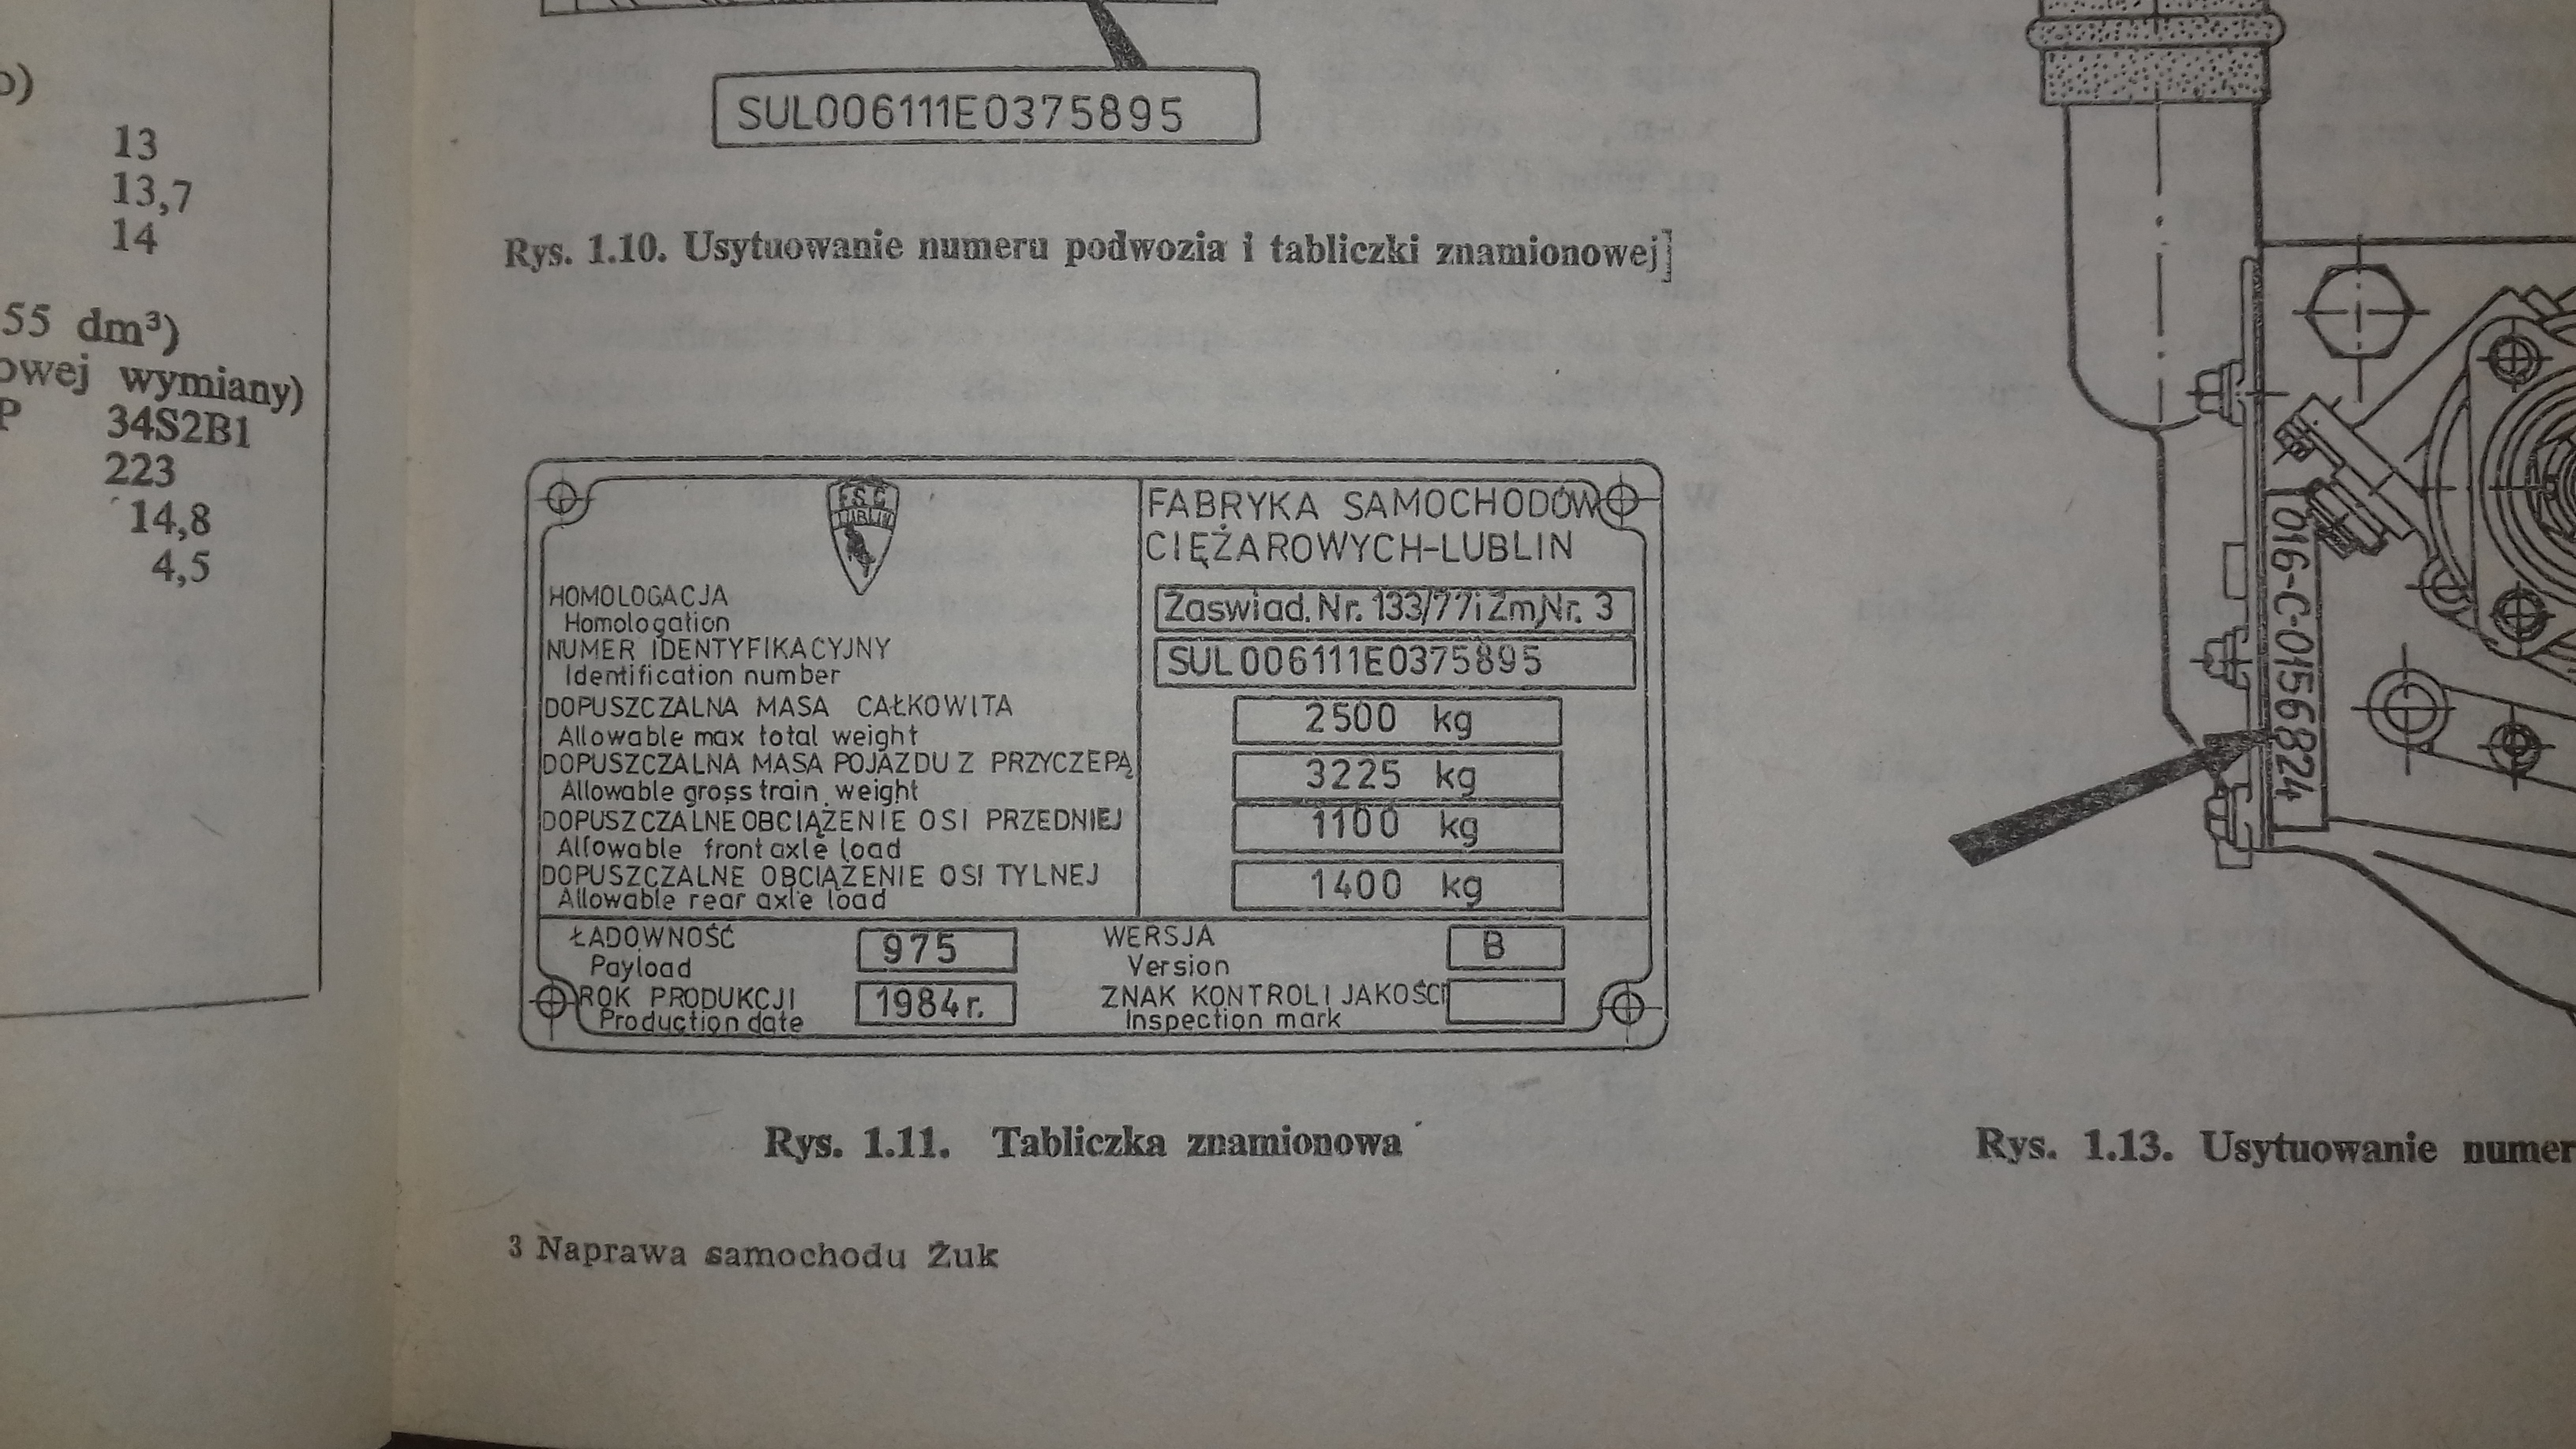 13
13,7
14
55 dm³)
owej wymiany)
P 34S2B1
223
14,8
4,5
SUL006111E0375895
Rys. 1.10. Usytuowanie numeru podwozia i tabliczki znamionowej
F.S.C
LUBLIN
FABRYKA SAMOCHODÓW
CIĘŻAROWYCH-LUBLIN
HOMOLOGACJA
Homologation
Zaswiad. Nr. 133/77i Zm Nr. 3
NUMER IDENTYFIKACYJNY
Identification number
SUL006111E0375895
DOPUSZCZALNA MASA CAŁKOWITA
Allowable max total weight
2500 kg
DOPUSZCZALNA MASA POJAZDU Z PRZYCZEPĄ
Allowable gross train weight
3225 kg
DOPUSZCZALNE OBCIĄŻENIE OSI PRZEDNIEJ
Allowable front axle load
1100 kg
DOPUSZCZALNE OBCIĄŻENIE OSI TYLNEJ
Allowable rear axle load
1400 kg
ŁADOWNOŚĆ
Payload
975
WERSJA
Version
B
ROK PRODUKCJI
Production date
1984r.
ZNAK KONTROLI JAKOŚCI
Inspection mark
Rys. 1.11. Tabliczka znamionowa
3 Naprawa samochodu Żuk
016-C-0156824
Rys. 1.13. Usytuowanie numer